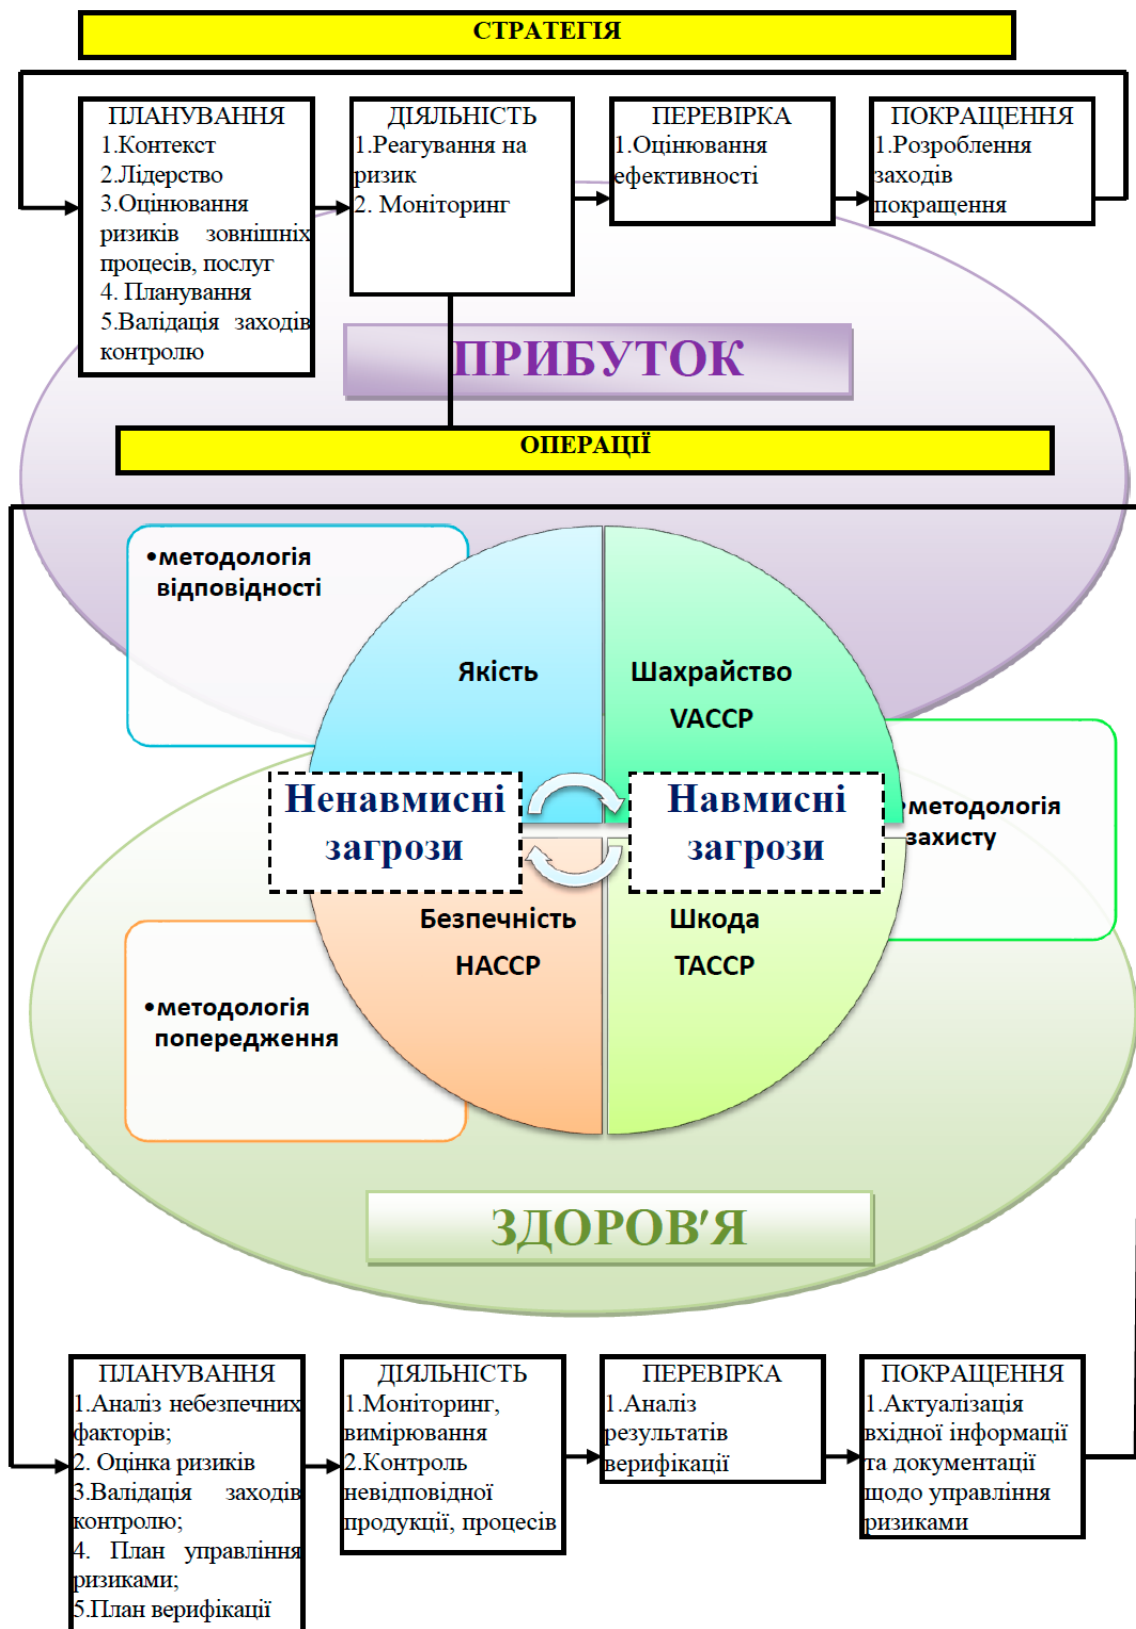 СТРАТЕГІЯ
ПЛАНУВАННЯ
1.Контекст
2.Лідерство
3.Оцінювання
ризиків зовнішніх
процесів, послуг
4. Планування
5.Валідація заходів
контролю
ДІЯЛЬНІСТЬ
1.Реагування на
ризик
2. Моніторинг
ПЕРЕВІРКА
1.Оцінювання
ефективності
ПОКРАЩЕННЯ
1.Розроблення
заходів
покращення
ПРИБУТОК
ОПЕРАЦІЇ
•методологія
відповідності
Якість
Шахрайство
VACCP
Ненавмисні
загрози
Навмисні
загрози
•методологія
захисту
Безпечність
НАССР
Шкода
ТАССР
•методологія
попередження
ЗДОРОВ'Я
ПЛАНУВАННЯ
1.Аналіз небезпечних
факторів;
2. Оцінка ризиків
3.Валідація заходів
контролю;
4. План управління
ризиками;
5.План верифікації
ДІЯЛЬНІСТЬ
1.Моніторинг,
вимірювання
2.Контроль
невідповідної
продукції, процесів
ПЕРЕВІРКА
1.Аналіз
результатів
верифікації
ПОКРАЩЕННЯ
1.Актуалізація
вхідної інформації
та документації
щодо управління
ризиками